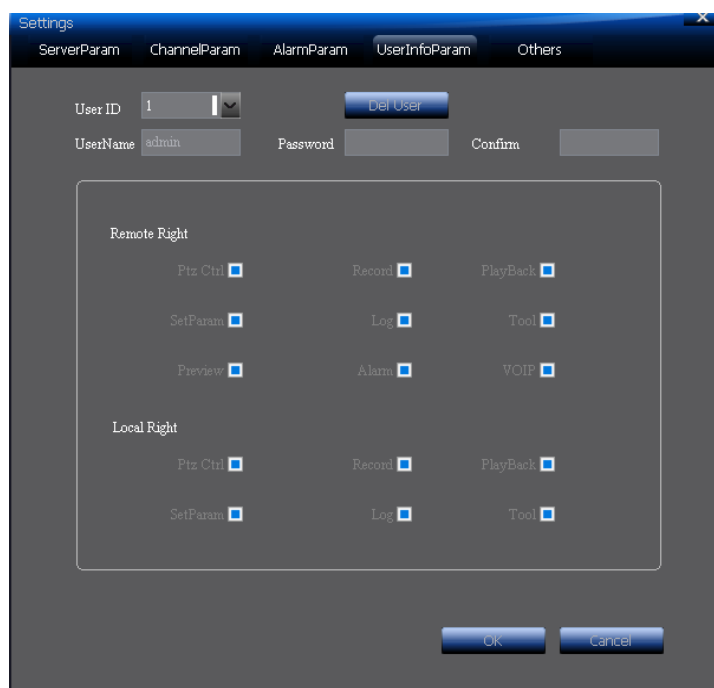 Settings X
ServerParam ChannelParam AlarmParam UserInfoParam Others
User ID 1 Del User
UserName admin Password Confirm
Remote Right
Ptz Ctrl Record PlayBack
SetParam Log Tool
Preview Alarm VOIP
Local Right
Ptz Ctrl Record PlayBack
SetParam Log Tool
OK Cancel